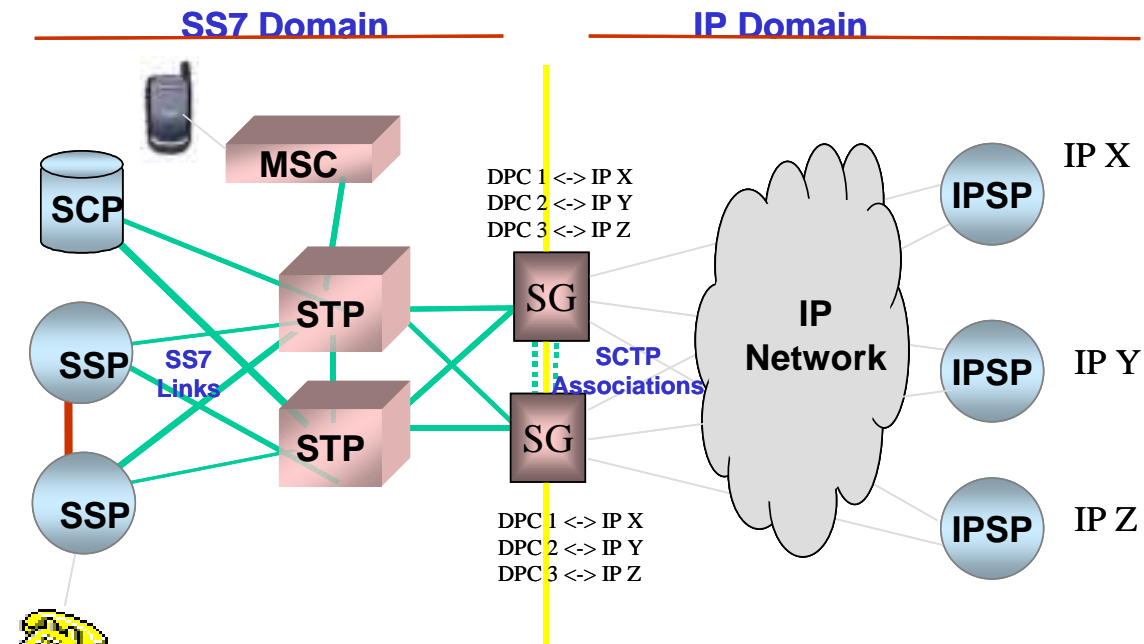 SS7 Domain
IP Domain
MSC
SCP
DPC 1 <-> IP X
DPC 2 <-> IP Y
DPC 3 <-> IP Z
IP X
IPSP
STP
SG
IP
Network
SSP
SS7
Links
SCTP
Associations
IPSP
IP Y
STP
SG
SSP
DPC 1 <-> IP X
DPC 2 <-> IP Y
DPC 3 <-> IP Z
IPSP
IP Z